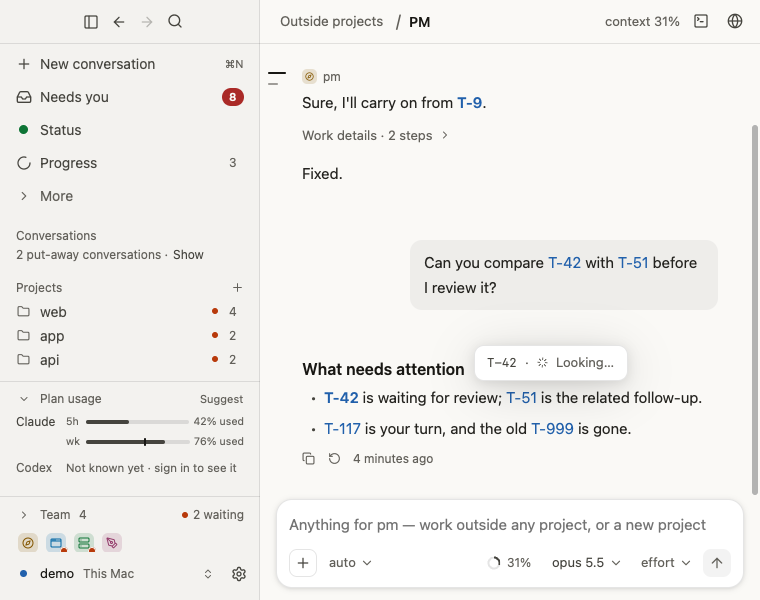 New conversation ⌘N
Needs you 8
Status
Progress 3
More
Conversations
2 put-away conversations · Show
Projects
web 4
app 2
api 2
Plan usage Suggest
Claude 5h 42% used
wk 76% used
Codex Not known yet · sign in to see it
Team 4 2 waiting
demo This Mac
Outside projects / PM context 31%
pm
Sure, I'll carry on from T-9.
Work details · 2 steps
Fixed.
Can you compare T-42 with T-51 before
I review it?
T-42 · Looking...
What needs attention
• T-42 is waiting for review; T-51 is the related follow-up.
• T-117 is your turn, and the old T-999 is gone.
4 minutes ago
Anything for pm — work outside any project, or a new project
auto 31% opus 5.5 effort